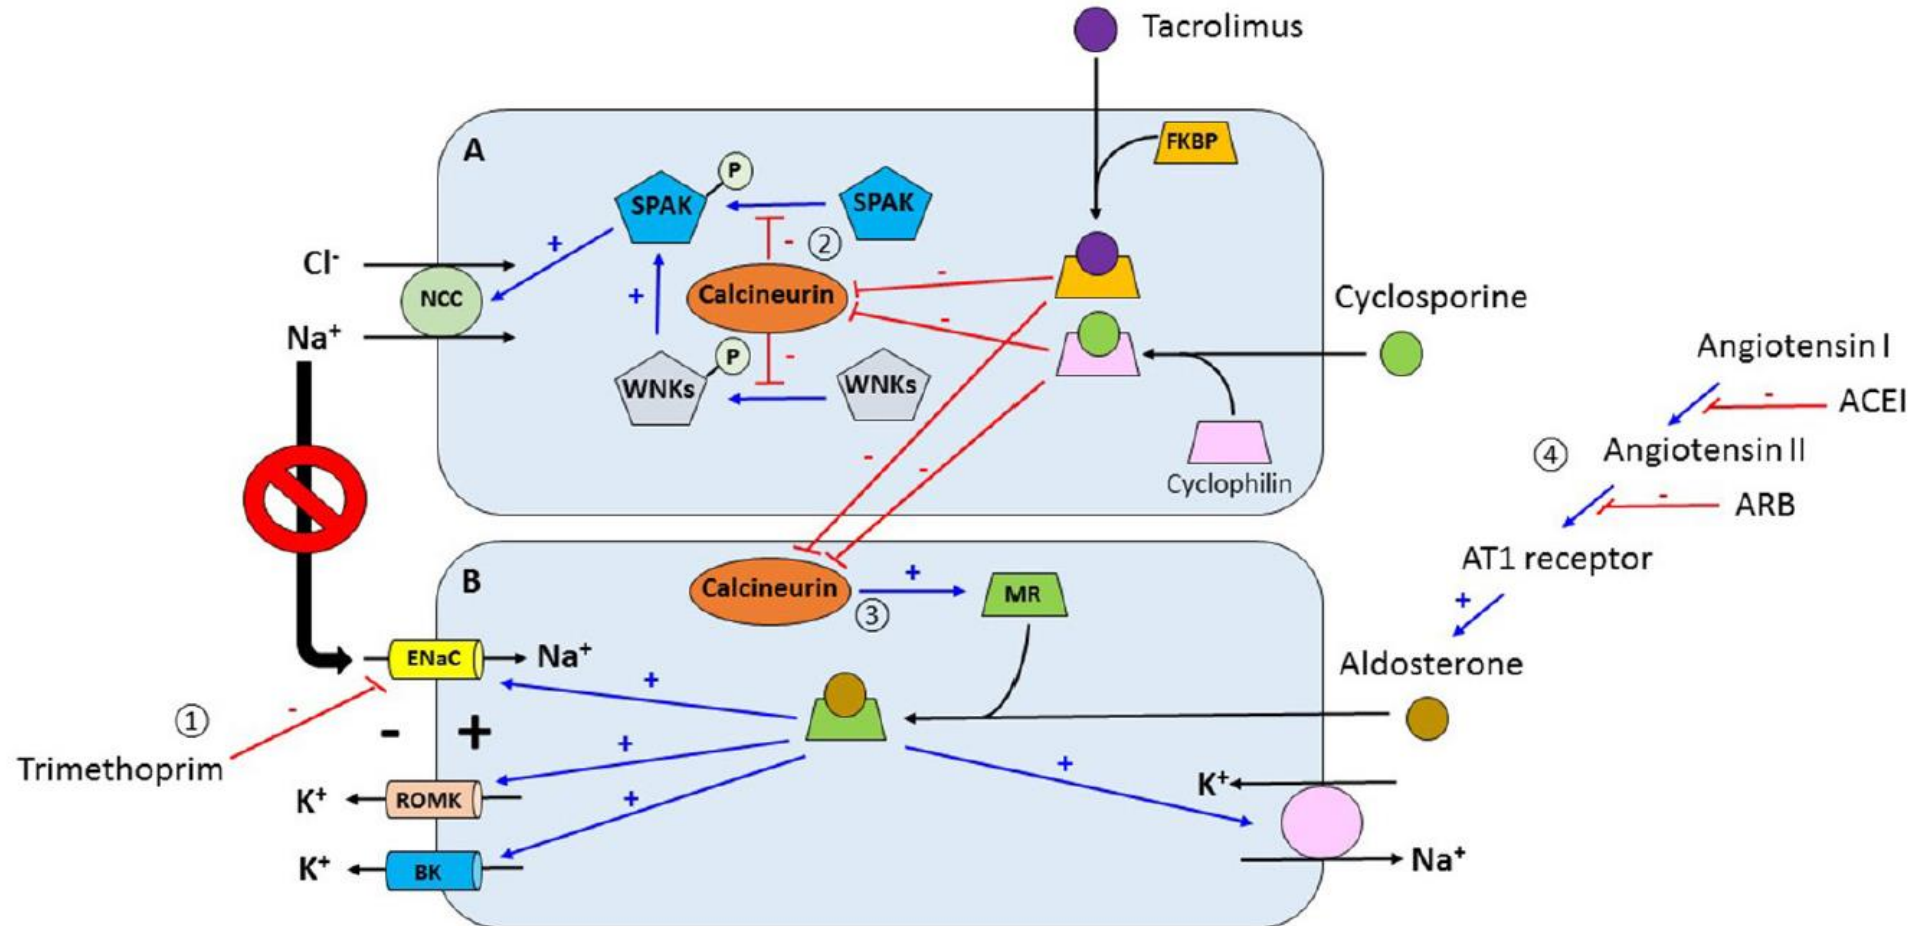 Tacrolimus
A
FKBP
P
SPAK
SPAK
+
-
②
Cl-
NCC
+
Calcineurin
-
-
Cyclosporine
Na+
-
P
WNKs
WNKs
Angiotensin I
-
ACEI
④
Angiotensin II
-
-
Cyclophilin
-
ARB
AT1 receptor
B
Calcineurin
+
③
MR
+
ENaC
Na+
Aldosterone
+
①
-
- +
Trimethoprim
+
+
K+
K+
ROMK
+
K+
BK
Na+